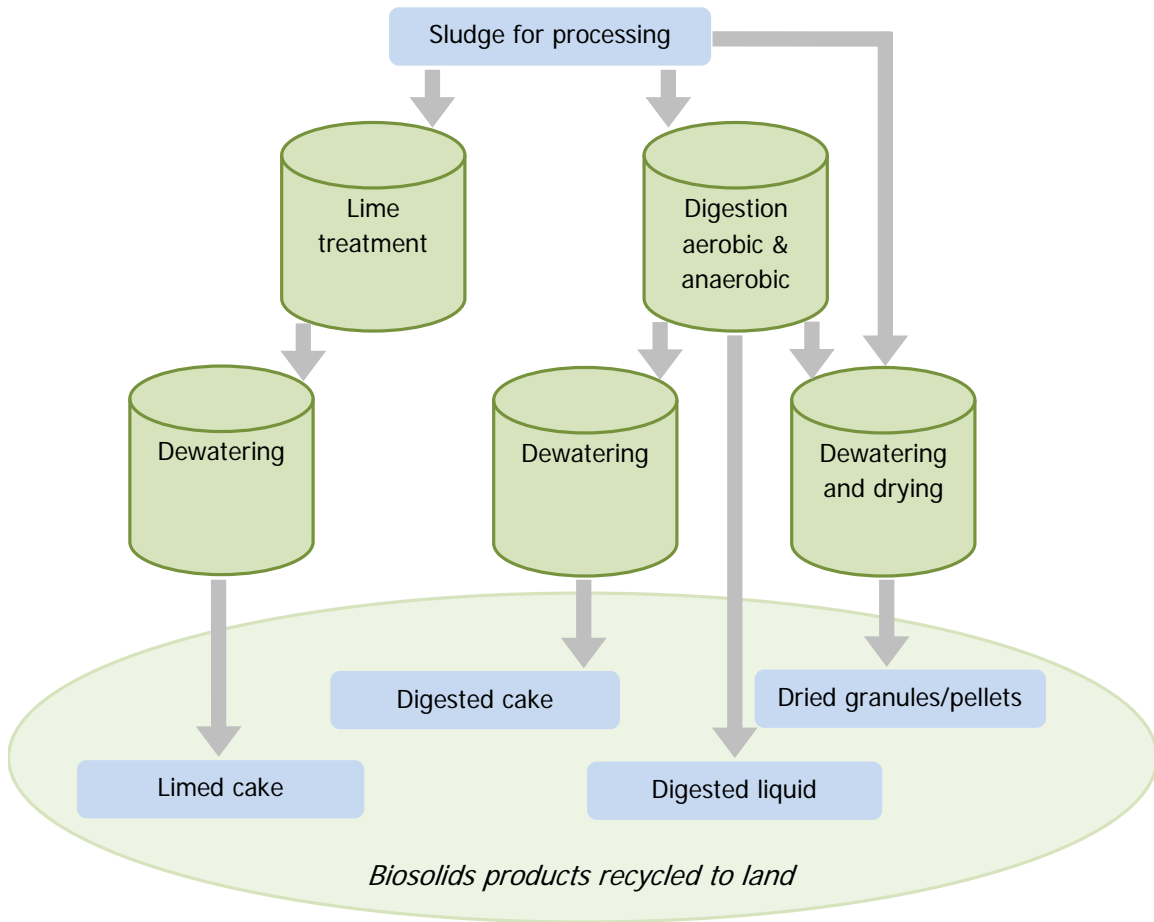 Sludge for processing
Lime
treatment
Digestion
aerobic &
anaerobic
Dewatering
Dewatering
Dewatering
and drying
Digested cake
Dried granules/pellets
Limed cake
Digested liquid
Biosolids products recycled to land